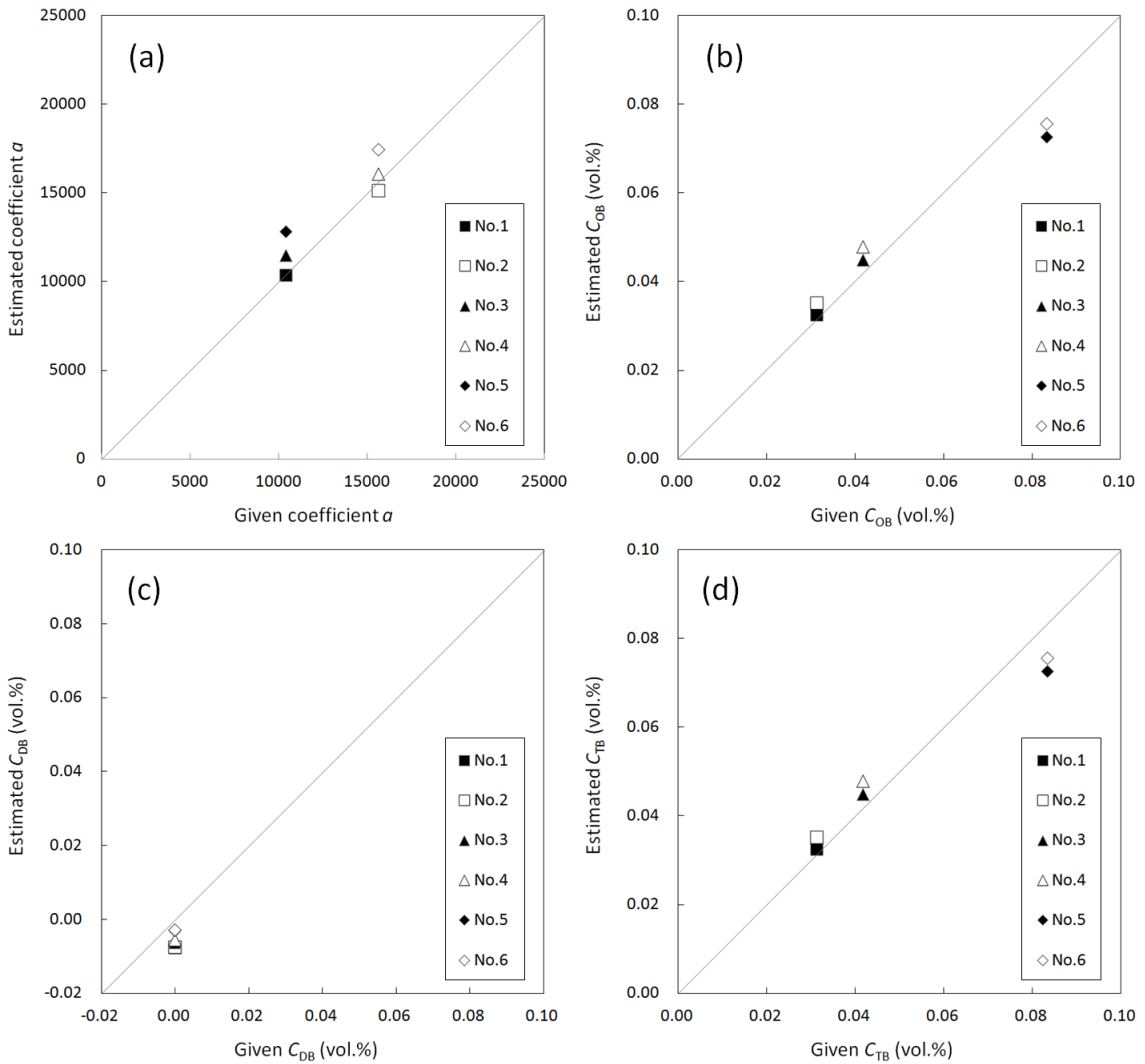 (a)
25000
20000
15000
10000
5000
0
Estimated coefficient a
0 5000 10000 15000 20000 25000
Given coefficient a
No.1
No.2
No.3
No.4
No.5
No.6
(b)
0.10
0.08
0.06
0.04
0.02
0.00
Estimated COB (vol.%)
0.00 0.02 0.04 0.06 0.08 0.10
Given COB (vol.%)
No.1
No.2
No.3
No.4
No.5
No.6
(c)
0.10
0.08
0.06
0.04
0.02
0.00
-0.02
Estimated CDB (vol.%)
-0.02 0.00 0.02 0.04 0.06 0.08 0.10
Given CDB (vol.%)
No.1
No.2
No.3
No.4
No.5
No.6
(d)
0.10
0.08
0.06
0.04
0.02
0.00
Estimated CTB (vol.%)
0.00 0.02 0.04 0.06 0.08 0.10
Given CTB (vol.%)
No.1
No.2
No.3
No.4
No.5
No.6